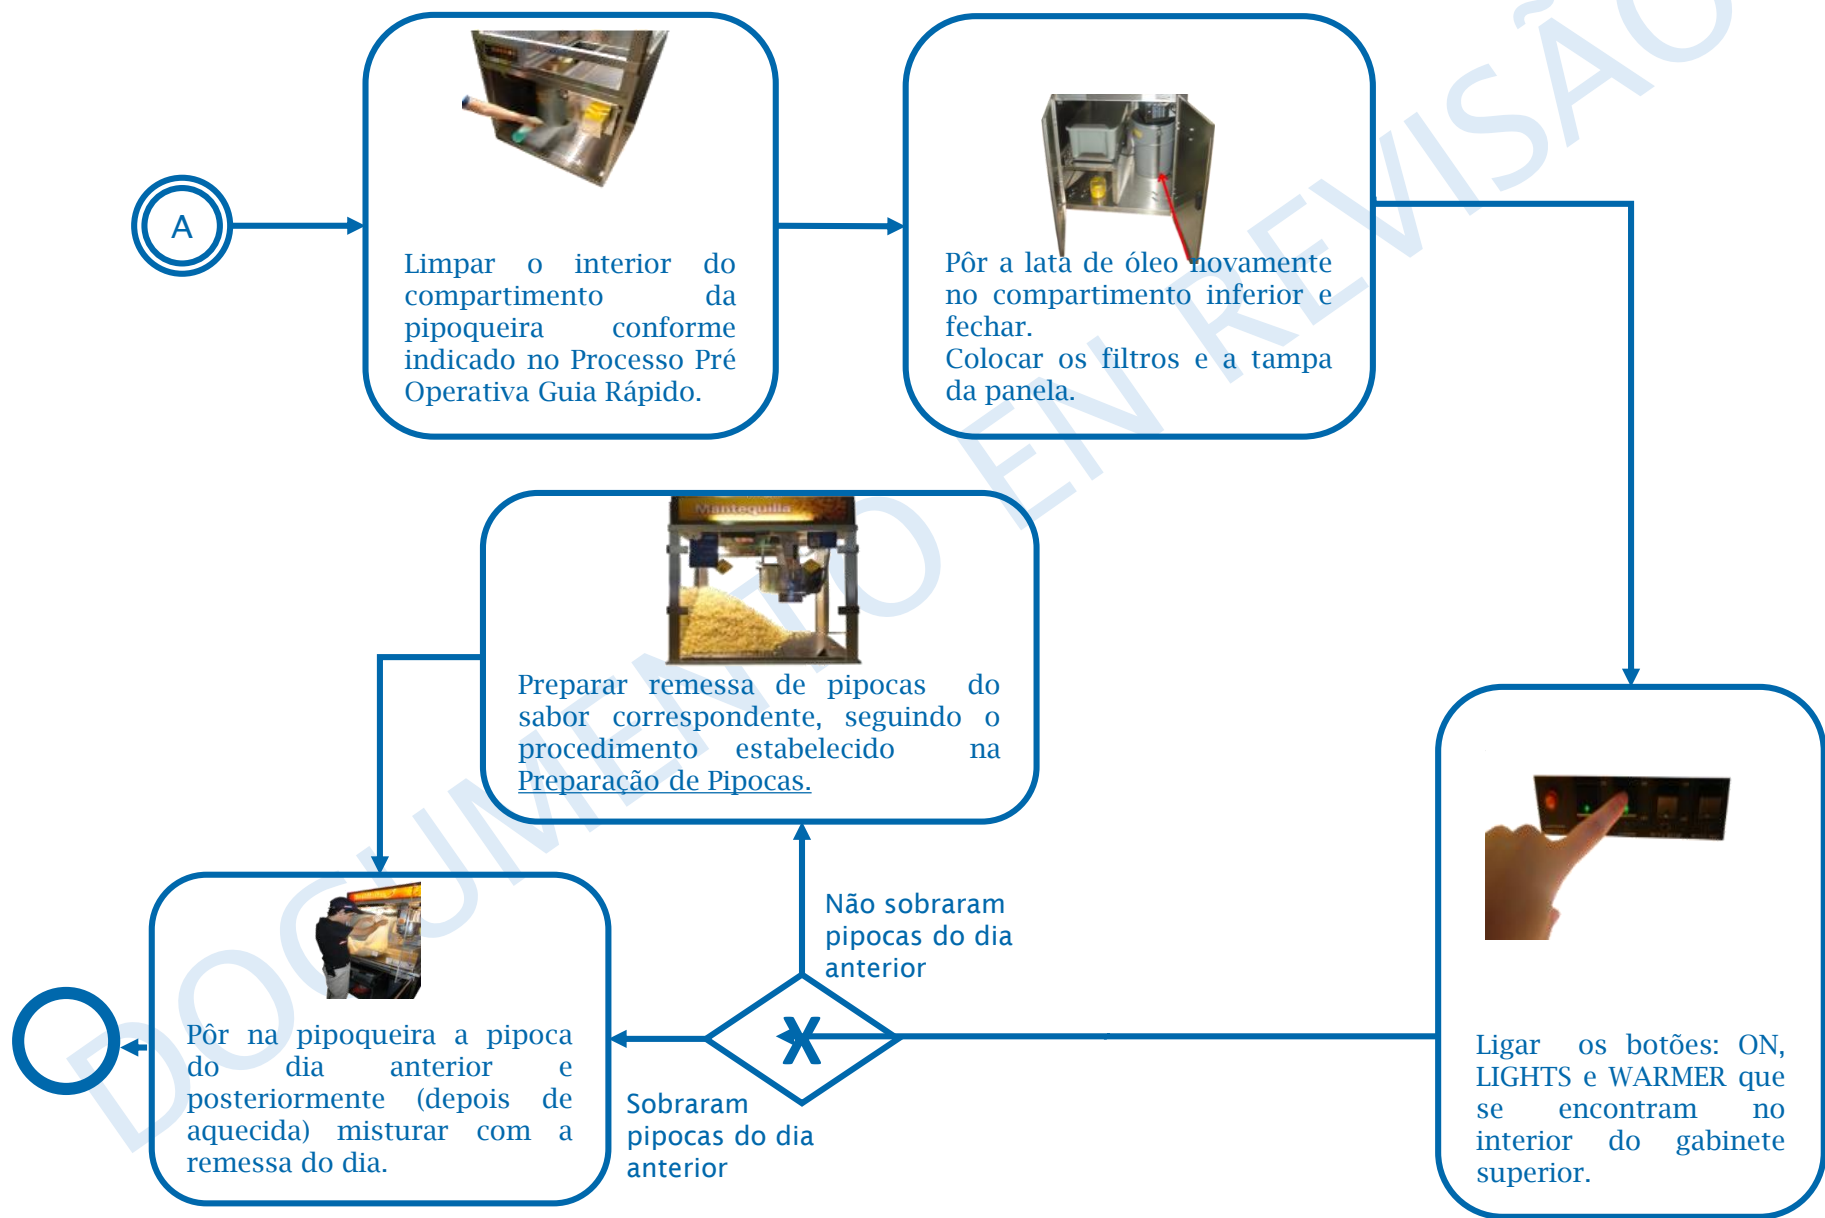 A
Limpar o interior do
compartimento da
pipoqueira conforme
indicado no Processo Pré
Operativa Guia Rápido.
Pôr a lata de óleo novamente
no compartimento inferior e
fechar.
Colocar os filtros e a tampa
da panela.
Mantequilla
Preparar remessa de pipocas do
sabor correspondente, seguindo o
procedimento estabelecido na
Preparação de Pipocas.
Não sobraram
pipocas do dia
anterior
X
Sobraram
pipocas do dia
anterior
Pôr na pipoqueira a pipoca
do dia anterior e
posteriormente (depois de
aquecida) misturar com a
remessa do dia.
Ligar os botões: ON,
LIGHTS e WARMER que
se encontram no
interior do gabinete
superior.
DOCUMENTO EN REVISÃO